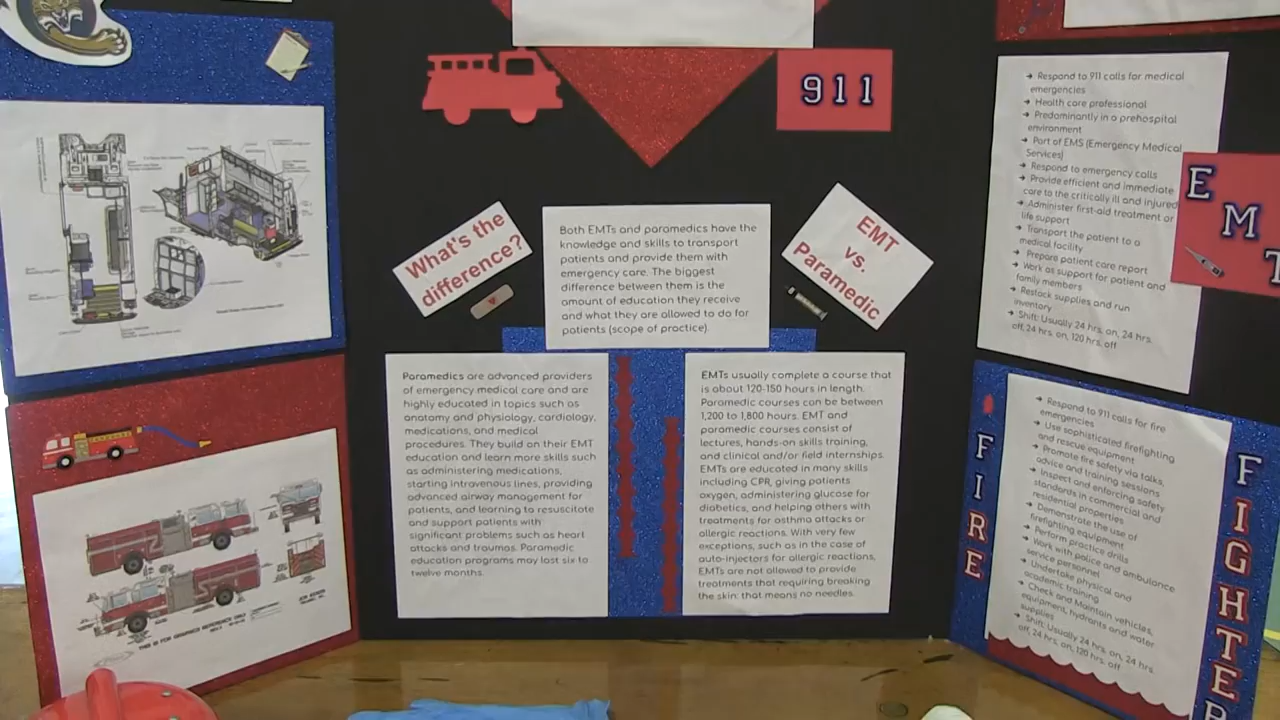 911
What's the
difference?
Both EMTs and paramedics have the
knowledge and skills to transport
patients and provide them with
emergency care. The biggest
difference between them is the
amount of education they receive
and what they are allowed to do for
patients (scope of practice).
EMT
vs.
Paramedic
Paramedics are advanced providers
of emergency medical care and are
highly educated in topics such as
anatomy and physiology, cardiology,
medications, and medical
procedures. They build on their EMT
education and learn more skills such
as administering medications,
starting intravenous lines, providing
advanced airway management for
patients, and learning to resuscitate
and support patients with
significant problems such as heart
attacks and traumas. Paramedic
education programs may last six to
twelve months.
EMTs usually complete a course that
is about 120-150 hours in length.
Paramedic courses can be between
1,200 to 1,800 hours. EMT and
paramedic courses consist of
lectures, hands-on skills training,
and clinical and/or field internships.
EMTs are educated in many skills
including CPR, giving patients
oxygen, administering glucose for
diabetics, and helping others with
treatments for asthma attacks or
allergic reactions. With very few
exceptions, such as in the case of
auto-injectors for allergic reactions,
EMTs are not allowed to provide
treatments that requiring breaking
the skin: that means no needles.
→ Respond to 911 calls for medical
emergencies
→ Health care professional
→ Predominantly in a prehospital
environment
→ Part of EMS (Emergency Medical
Services)
→ Respond to emergency calls
→ Provide efficient and immediate
care to the critically ill and injured
→ Administer first-aid treatment or
life support
→ Transport the patient to a
medical facility
→ Prepare patient care report
→ Work as support for patient and
family members
→ Restock supplies and run
inventory
→ Shift: Usually 24 hrs. on, 24 hrs.
off, 24 hrs. on, 120 hrs. off
EMT
FIRE
→ Respond to 911 calls for fire
emergencies
→ Use sophisticated firefighting
and rescue equipment
→ Promote fire safety via talks,
advice and training sessions
→ Inspect and enforcing safety
standards in commercial and
residential properties
→ Demonstrate the use of
firefighting equipment
→ Perform practice drills
→ Work with police and ambulance
service personnel
→ Undertake physical and
academic training
→ Check and Maintain vehicles,
equipment, hydrants and water
supplies
→ Shift: Usually 24 hrs. on, 24 hrs.
off, 24 hrs. on, 120 hrs. off
FIGHTER
THIS IS FOR GRAPHICS REFERENCE ONLY